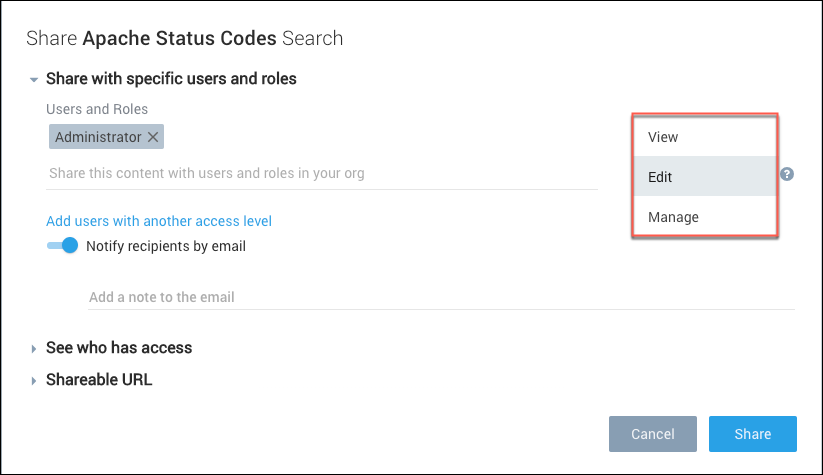 Share Apache Status Codes Search
Share with specific users and roles
Users and Roles
Administrator
Share this content with users and roles in your org
View
Edit
?
Manage
Add users with another access level
Notify recipients by email
Add a note to the email
See who has access
Shareable URL
Cancel
Share